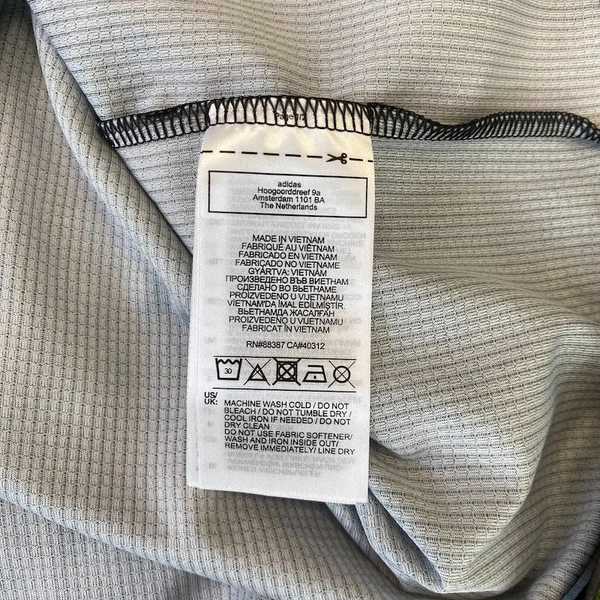 adidas
Hoogoorddreef 9a
Amsterdam 1101 BA
The Netherlands
MADE IN VIETNAM
FABRIQUÉ AU VIÊTNAM
FABRICADO EN VIETNAM
FABRICADO NO VIETNAME
GYÁRTVA: VIETNÁM
ПРОИЗВЕДЕНО ВЪВ ВИЕТНАМ
СДЕЛАНО ВО ВЬЕТНАМЕ
PROIZVEDENO U VIJETNAMU
VIETNAM'DA İMAL EDİLMİŞTİR.
ВЬЕТНАМДА ЖАСАЛҒАН
PROIZVEDENO U VIJETNAMU
FABRICAT ÎN VIETNAM
RN#88387 CA#40312
30
US/
UK: MACHINE WASH COLD / DO NOT
BLEACH / DO NOT TUMBLE DRY /
COOL IRON IF NEEDED / DO NOT
DRY CLEAN
DO NOT USE FABRIC SOFTENER/
WASH AND IRON INSIDE OUT/
REMOVE IMMEDIATELY/ LINE DRY